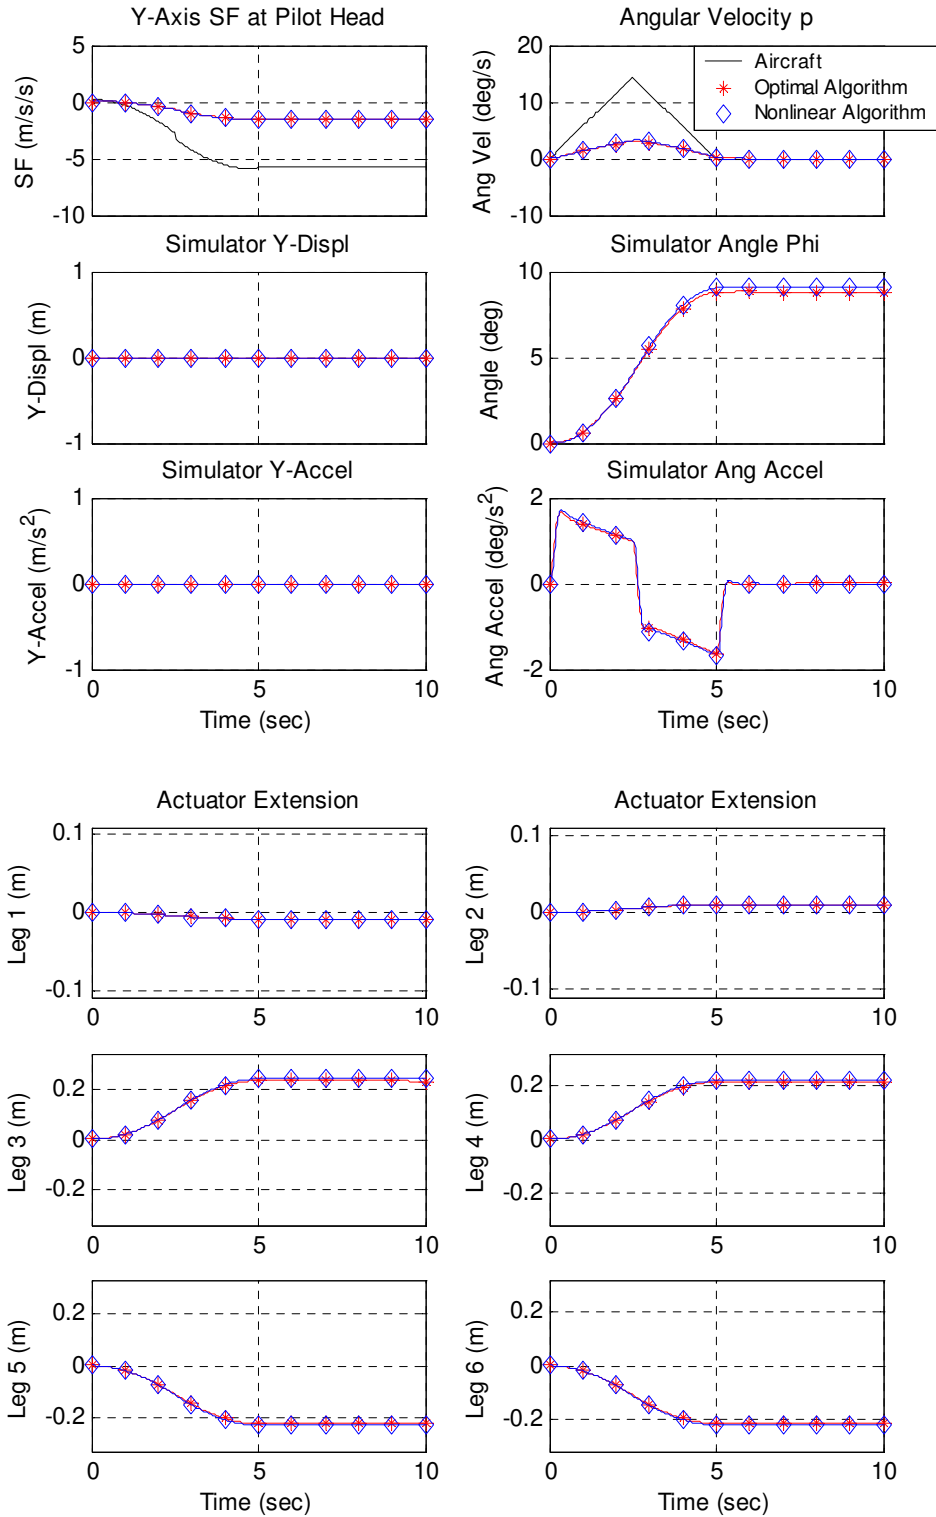 Y-Axis SF at Pilot Head
5
0
-5
-10
SF (m/s/s)
Angular Velocity p
20
10
0
-10
Ang Vel (deg/s)
Aircraft
Optimal Algorithm
Nonlinear Algorithm
Simulator Y-Displ
1
0
-1
Y-Displ (m)
Simulator Angle Phi
10
5
0
Angle (deg)
Simulator Y-Accel
1
0
-1
Y-Accel (m/s²)
0 5 10
Time (sec)
Simulator Ang Accel
2
0
-2
Ang Accel (deg/s²)
0 5 10
Time (sec)
Actuator Extension
0.1
0
-0.1
Leg 1 (m)
0 5 10
Actuator Extension
0.1
0
-0.1
Leg 2 (m)
0 5 10
0.2
0
-0.2
Leg 3 (m)
0 5 10
0.2
0
-0.2
Leg 4 (m)
0 5 10
0.2
0
-0.2
Leg 5 (m)
0 5 10
Time (sec)
0.2
0
-0.2
Leg 6 (m)
0 5 10
Time (sec)